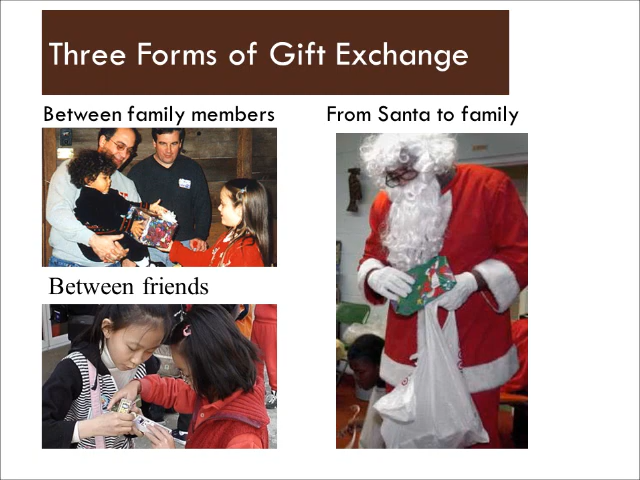 Three Forms of Gift Exchange
Between family members
From Santa to family
Between friends